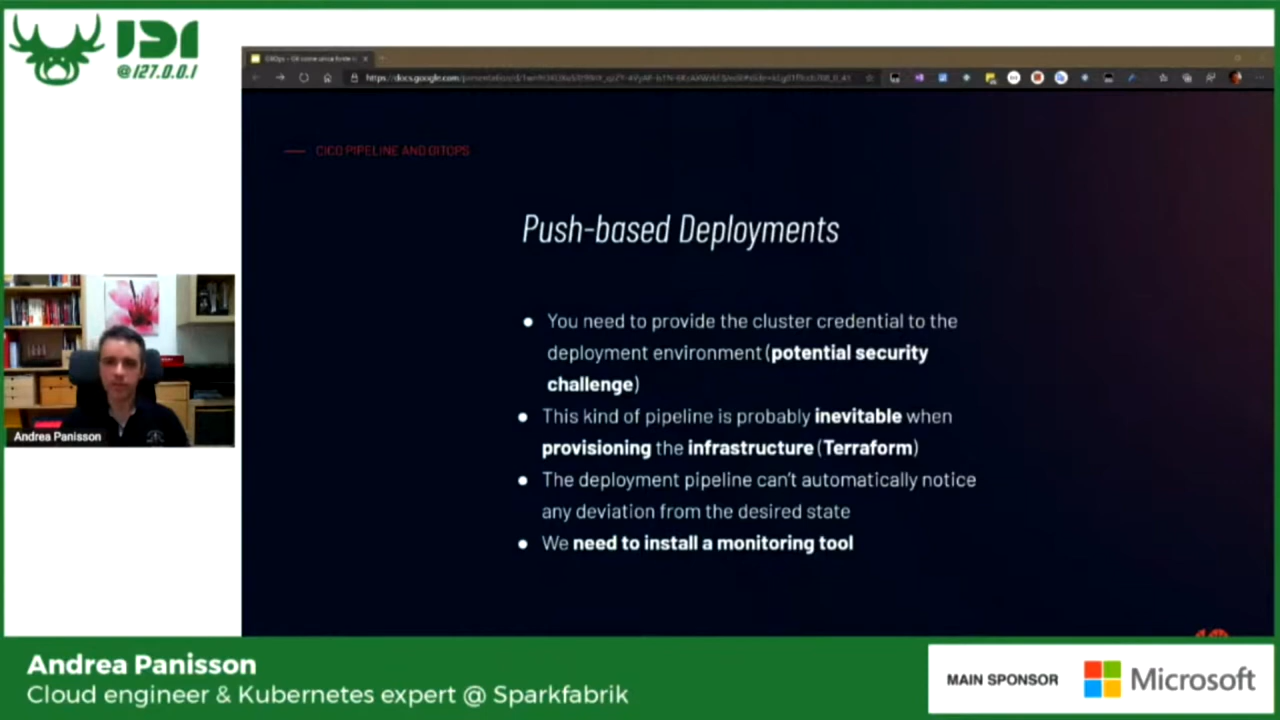 IDI
@127.0.0.1
CICD PIPELINE AND GITOPS
Push-based Deployments
● You need to provide the cluster credential to the
deployment environment (potential security
challenge)
● This kind of pipeline is probably inevitable when
provisioning the infrastructure (Terraform)
● The deployment pipeline can't automatically notice
any deviation from the desired state
● We need to install a monitoring tool
Andrea Panisson
Andrea Panisson
Cloud engineer & Kubernetes expert @ Sparkfabrik
MAIN SPONSOR
Microsoft